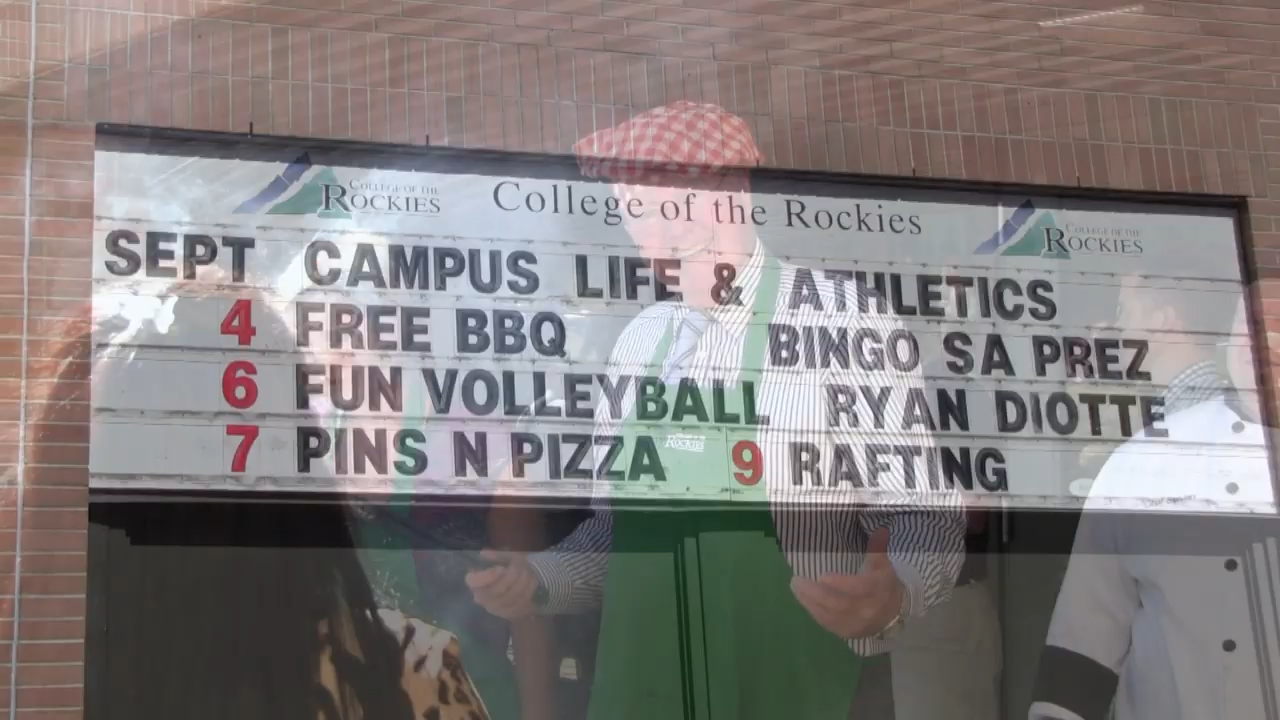 COLLEGE OF THE ROCKIES
College of the Rockies
COLLEGE OF THE ROCKIES
SEPT CAMPUS LIFE & ATHLETICS
4 FREE BBQ BINGO SA PREZ
6 FUN VOLLEYBALL RYAN DIOTTE
7 PINS N PIZZA 9 RAFTING
ROCKIES